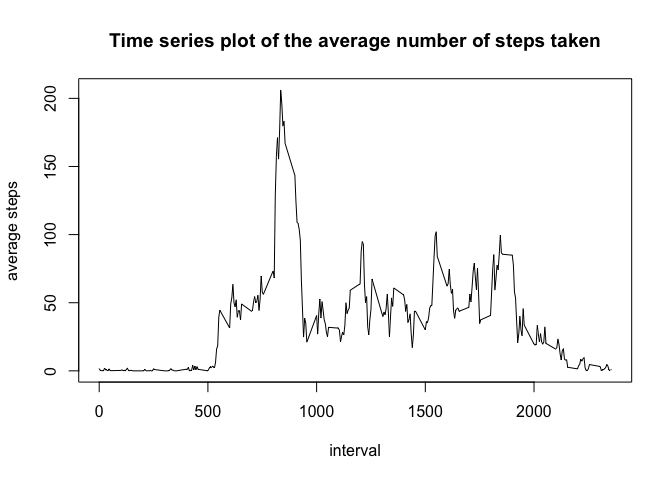 Time series plot of the average number of steps taken
average steps
200
150
100
50
0
0 500 1000 1500 2000
interval